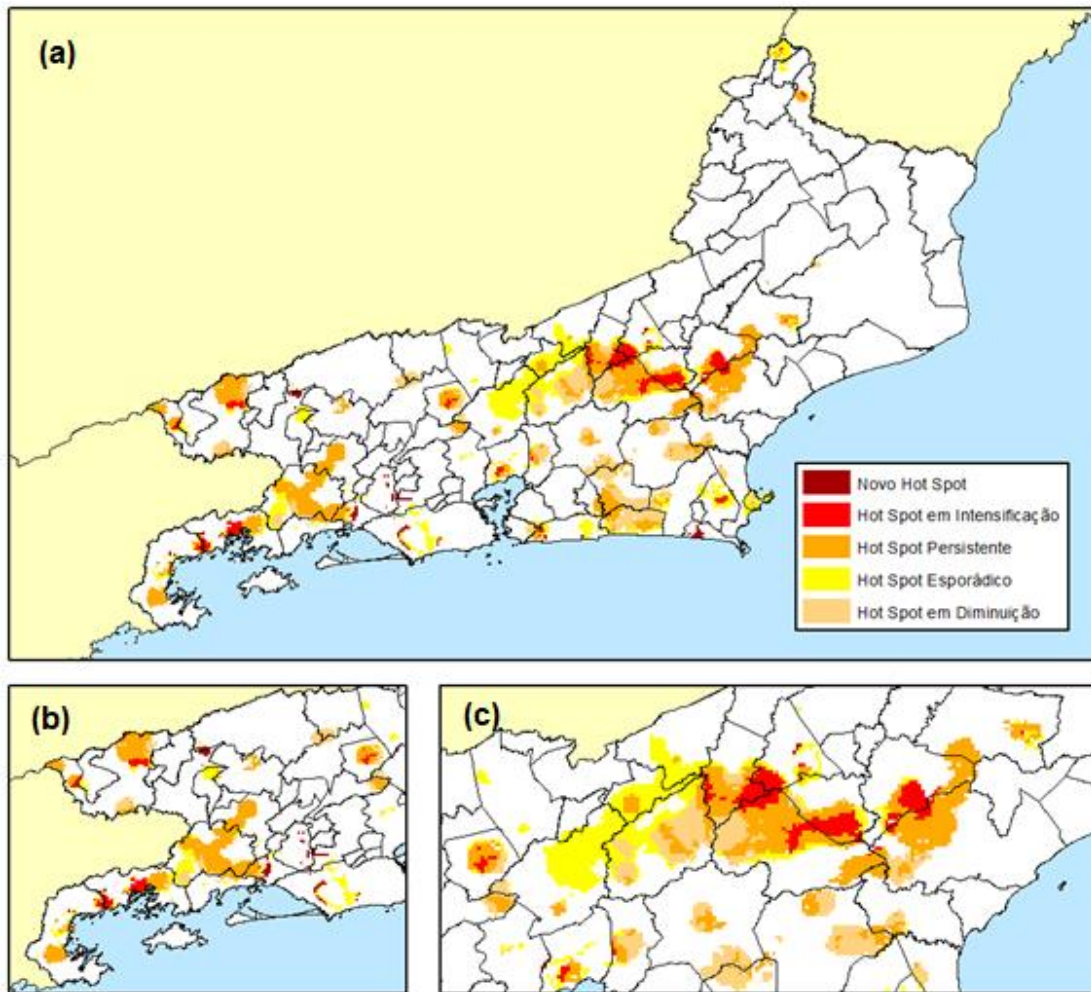 (a)
Novo Hot Spot
Hot Spot em Intensificação
Hot Spot Persistente
Hot Spot Esporádico
Hot Spot em Diminuição
(b)
(c)